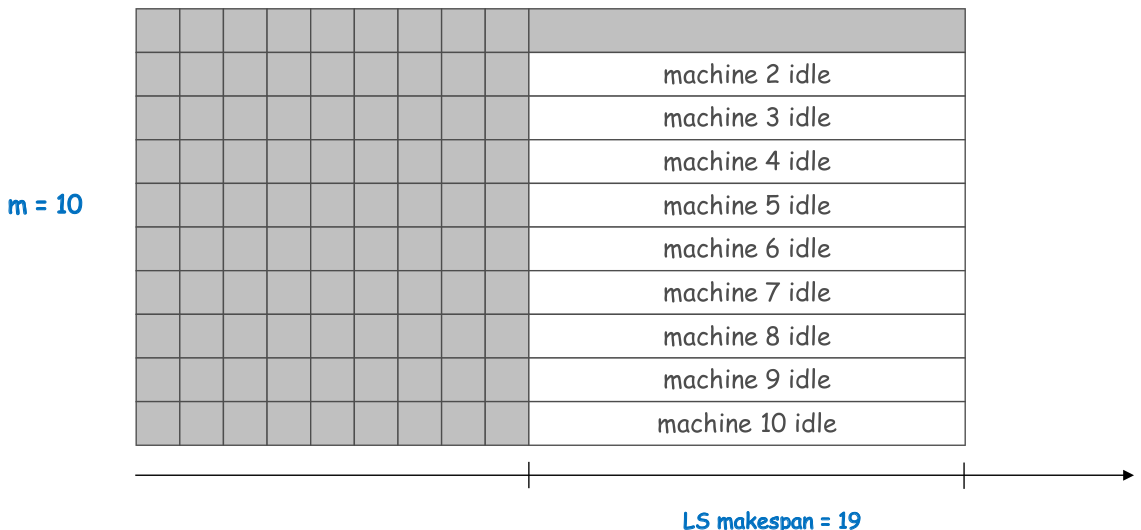 machine 2 idle
machine 3 idle
machine 4 idle
m = 10
machine 5 idle
machine 6 idle
machine 7 idle
machine 8 idle
machine 9 idle
machine 10 idle
LS makespan = 19